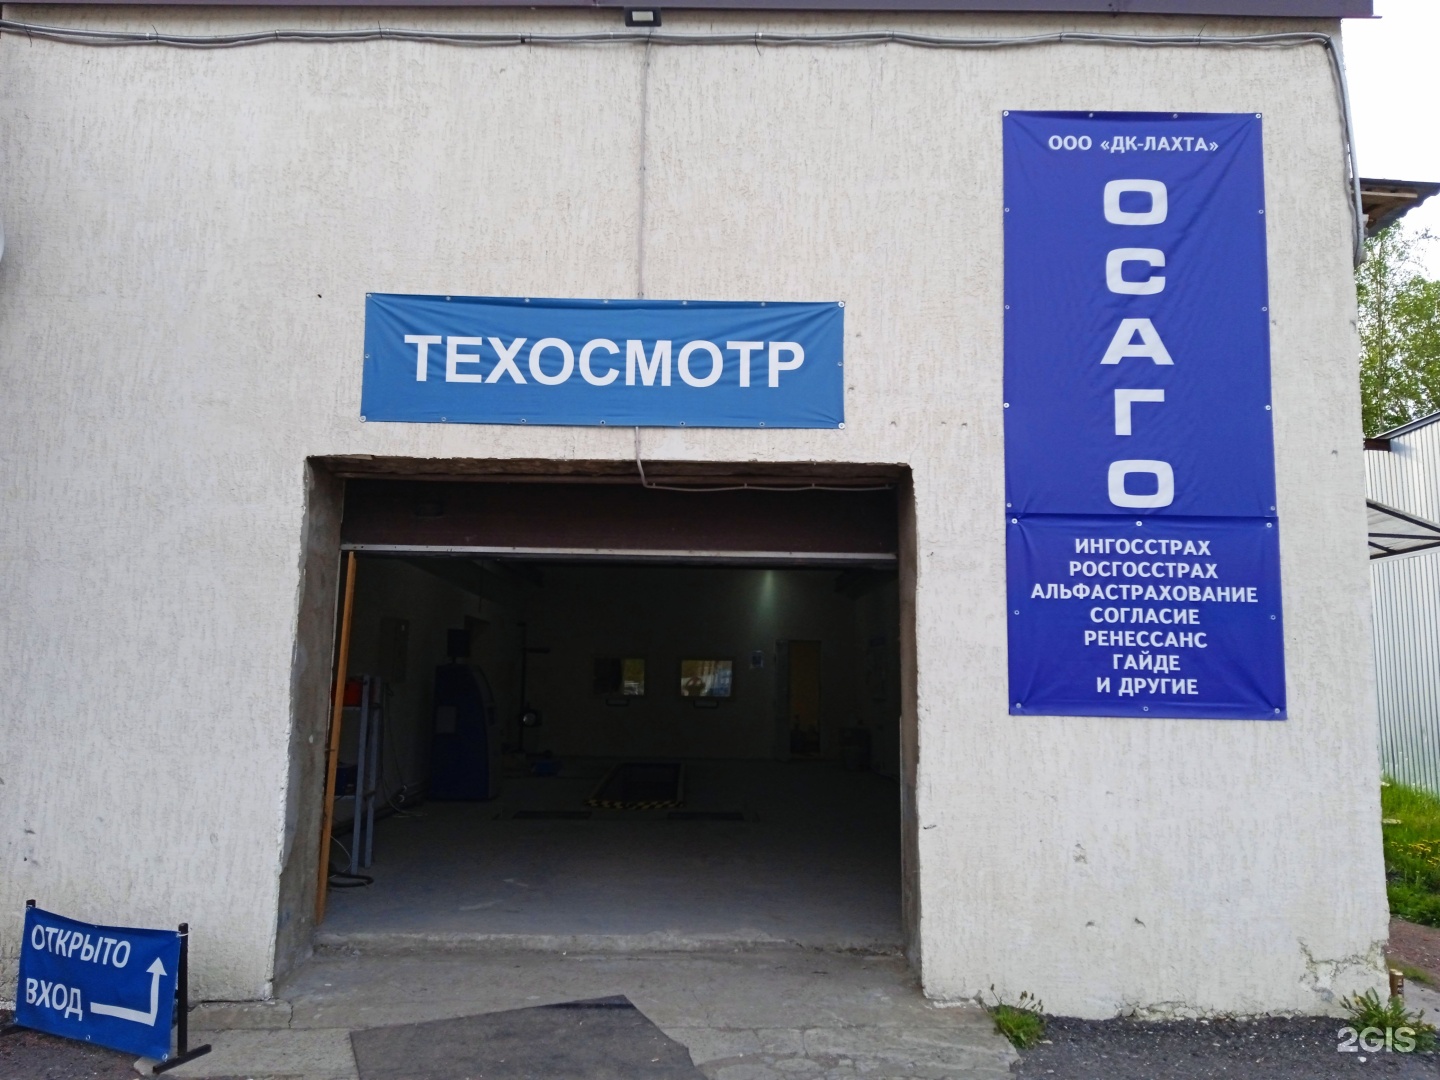 ООО «ДК-ЛАХТА»
ОСАГО
ТЕХОСМОТР
ИНГОССТРАХ
РОСГОССТРАХ
АЛЬФАСТРАХОВАНИЕ
СОГЛАСИЕ
РЕНЕССАНС
ГАЙДЕ
И ДРУГИЕ
ОТКРЫТО
ВХОД
2GIS